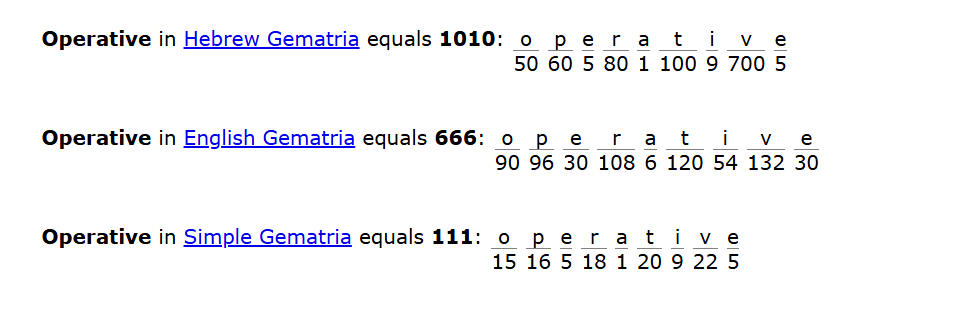 Operative in Hebrew Gematria equals 1010: o p e r a t i v e
50 60 5 80 1 100 9 700 5
Operative in English Gematria equals 666: o p e r a t i v e
90 96 30 108 6 120 54 132 30
Operative in Simple Gematria equals 111: o p e r a t i v e
15 16 5 18 1 20 9 22 5